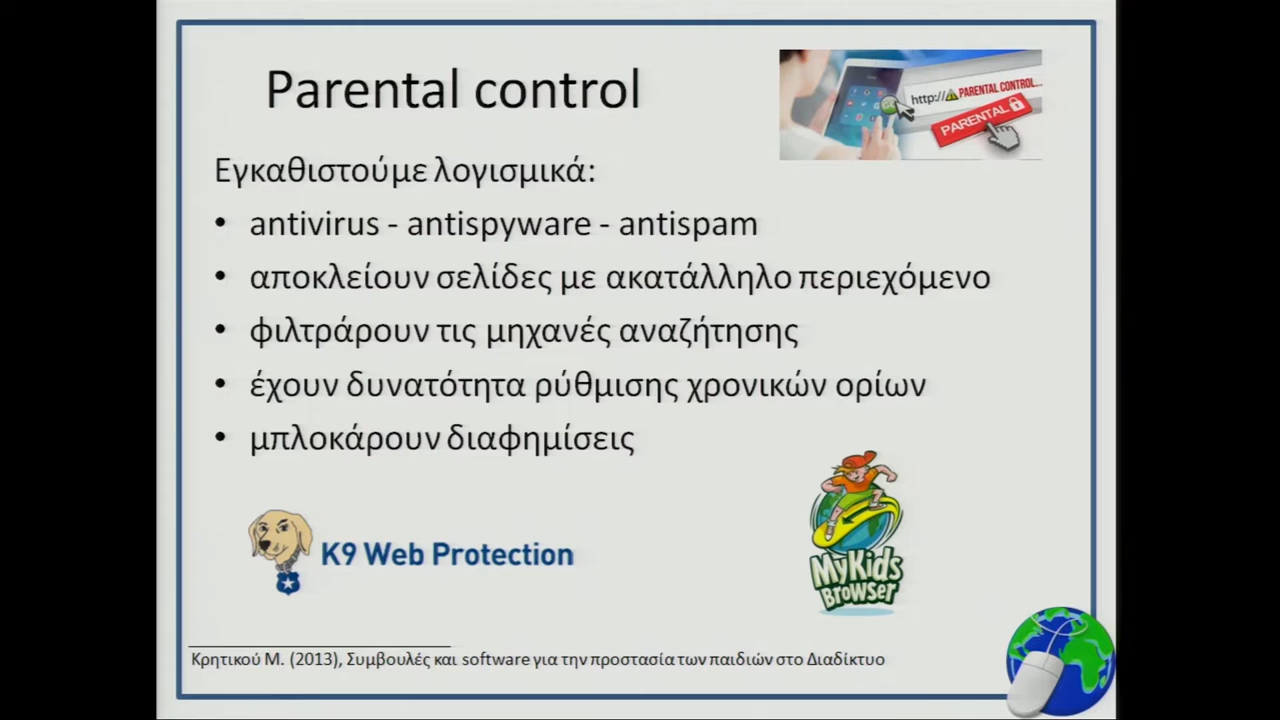 Parental control
http:// PARENTAL CONTROL...
PARENTAL
Εγκαθιστούμε λογισμικά:
• antivirus - antispyware - antispam
• αποκλείουν σελίδες με ακατάλληλο περιεχόμενο
• φιλτράρουν τις μηχανές αναζήτησης
• έχουν δυνατότητα ρύθμισης χρονικών ορίων
• μπλοκάρουν διαφημίσεις
K9 Web Protection
MyKids
BROWSER
Κρητικού Μ. (2013), Συμβουλές και software για την προστασία των παιδιών στο Διαδίκτυο